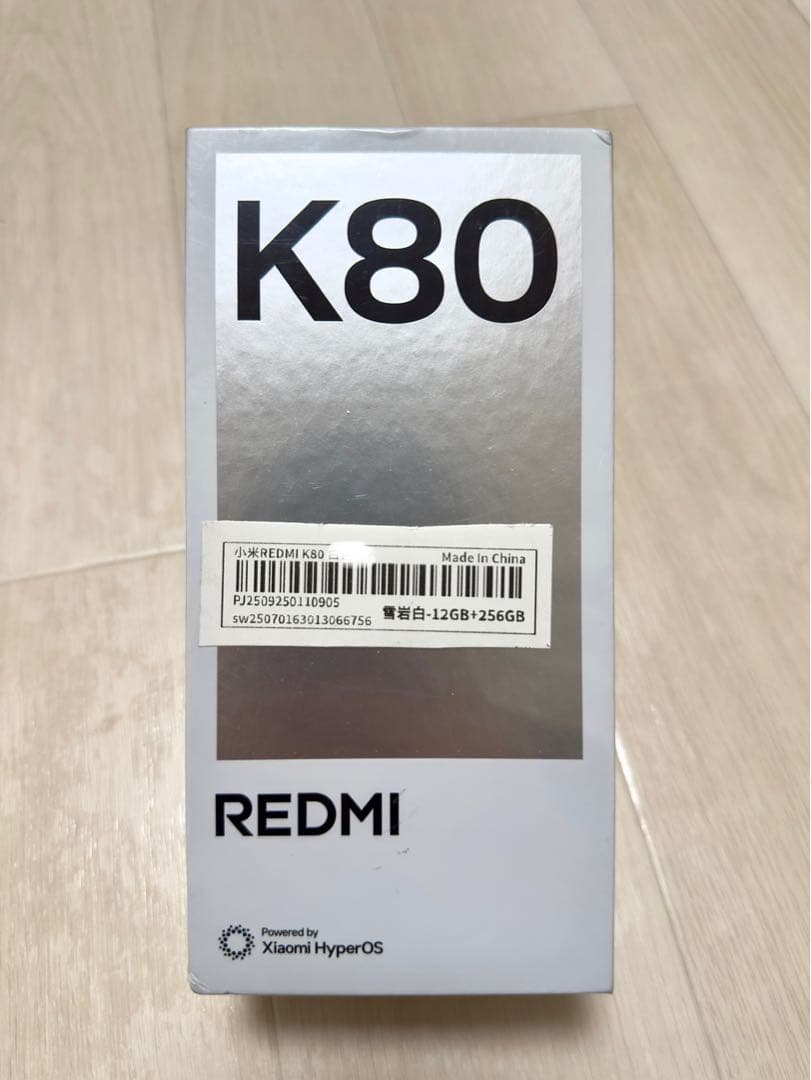 K80
小米REDMI K80
Made In China
PJ2509250110905
sw25070163013066756
雪岩白-12GB+256GB
REDMI
Powered by
Xiaomi HyperOS